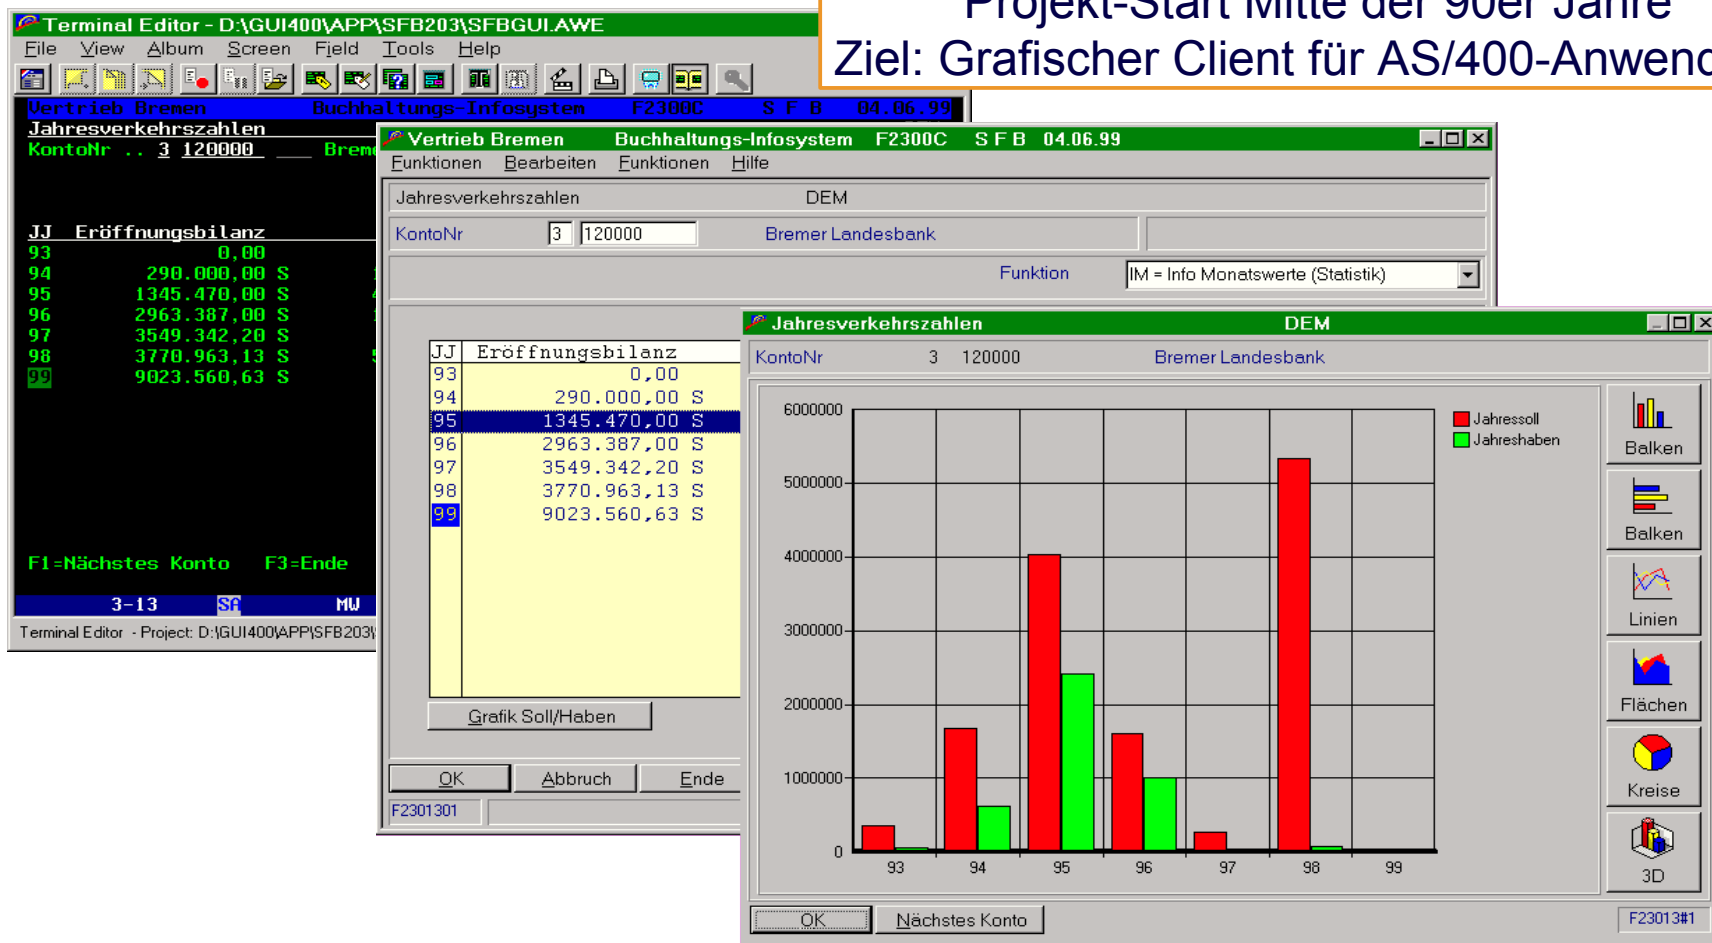 Projekt-Start Mitte der 90er Jahre
Ziel: Grafischer Client für AS/400-Anwend
Terminal Editor - D:\GUI400\APP\SFB203\SFBGUI.AWE
File View Album Screen Field Tools Help
Vertrieb Bremen Buchhaltungs-Infosystem F2300C S F B 04.06.99
Jahresverkehrszahlen
KontoNr .. 3 120000 Breme
JJ Eröffnungsbilanz
93 0,00
94 290.000,00 S
95 1345.470,00 S
96 2963.387,00 S
97 3549.342,20 S
98 3770.963,13 S
99 9023.560,63 S
F1=Nächstes Konto F3=Ende
3-13 SA MW
Terminal Editor - Project: D:\GUI400\APP\SFB203\
Vertrieb Bremen Buchhaltungs-Infosystem F2300C S F B 04.06.99
Funktionen Bearbeiten Funktionen Hilfe
Jahresverkehrszahlen DEM
KontoNr 3 120000 Bremer Landesbank
Funktion IM = Info Monatswerte (Statistik)
JJ Eröffnungsbilanz
93 0,00
94 290.000,00 S
95 1345.470,00 S
96 2963.387,00 S
97 3549.342,20 S
98 3770.963,13 S
99 9023.560,63 S
Grafik Soll/Haben
OK Abbruch Ende
F2301301
Jahresverkehrszahlen DEM
KontoNr 3 120000 Bremer Landesbank
6000000
5000000
4000000
3000000
2000000
1000000
0
93 94 95 96 97 98 99
Jahressoll
Jahreshaben
Balken
Balken
Linien
Flächen
Kreise
3D
OK Nächstes Konto
F23013#1